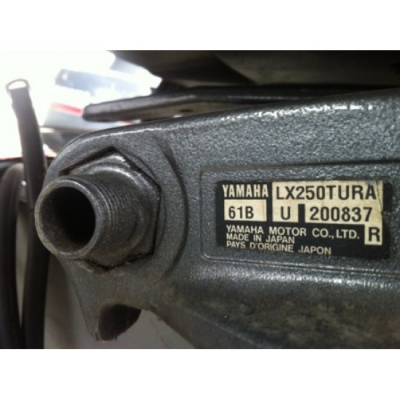 YAMAHA LX250TURA
61B U 200837
YAMAHA MOTOR CO., LTD. R
MADE IN JAPAN
PAYS D'ORIGINE JAPON